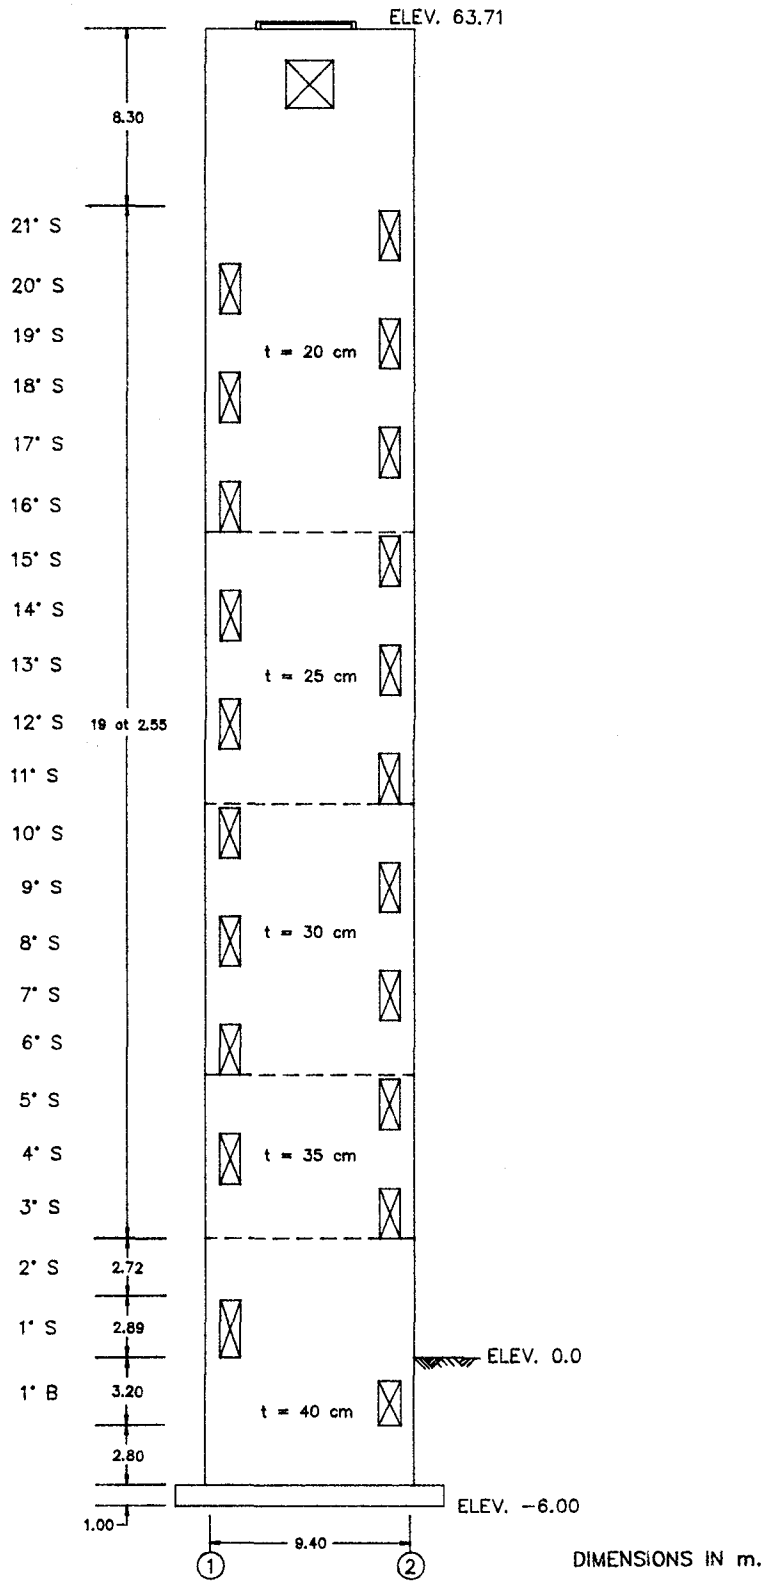 ELEV. 63.71
8.30
21° S
20° S
19° S
t = 20 cm
18° S
17° S
16° S
15° S
14° S
13° S
t = 25 cm
12° S
19 at 2.55
11° S
10° S
9° S
t = 30 cm
8° S
7° S
6° S
5° S
4° S
t = 35 cm
3° S
2° S
2.72
1° S
2.89
ELEV. 0.0
1° B
3.20
t = 40 cm
2.80
ELEV. -6.00
1.00
9.40
1
2
DIMENSIONS IN m.